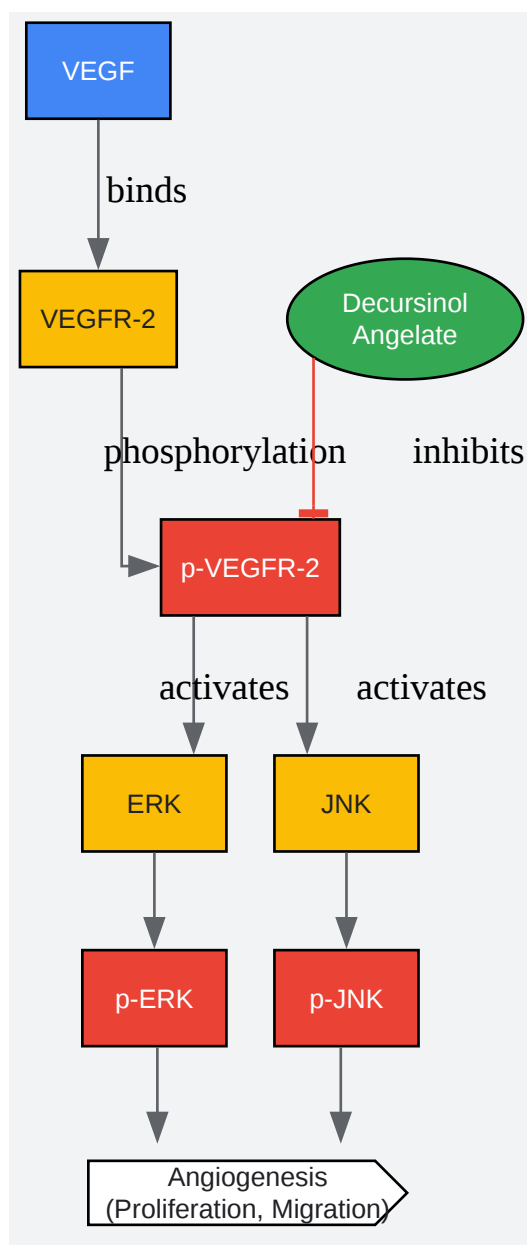 VEGF
binds
VEGFR-2
Decursinol
Angelate
phosphorylation
inhibits
p-VEGFR-2
activates
activates
ERK
JNK
p-ERK
p-JNK
Angiogenesis
(Proliferation, Migration)